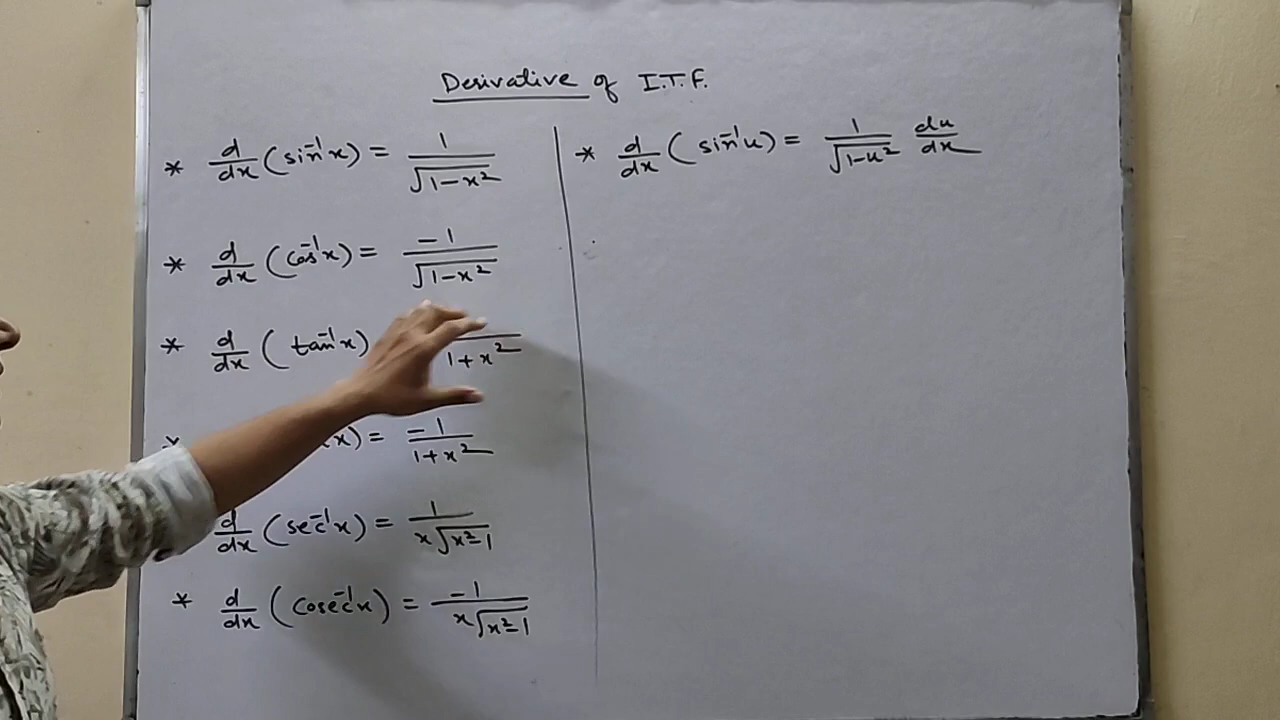 Derivative of I.T.F.
* d/dx (sin⁻¹x) = 1/√(1-x²)
* d/dx (cos⁻¹x) = -1/√(1-x²)
* d/dx (tan⁻¹x) 1+x²
x) = -1/(1+x²)
d/dx (sec⁻¹x) = 1/(x√(x²-1))
* d/dx (cosec⁻¹x) = -1/(x√(x²-1))
* d/dx (sin⁻¹u) = 1/√(1-u²) du/dx